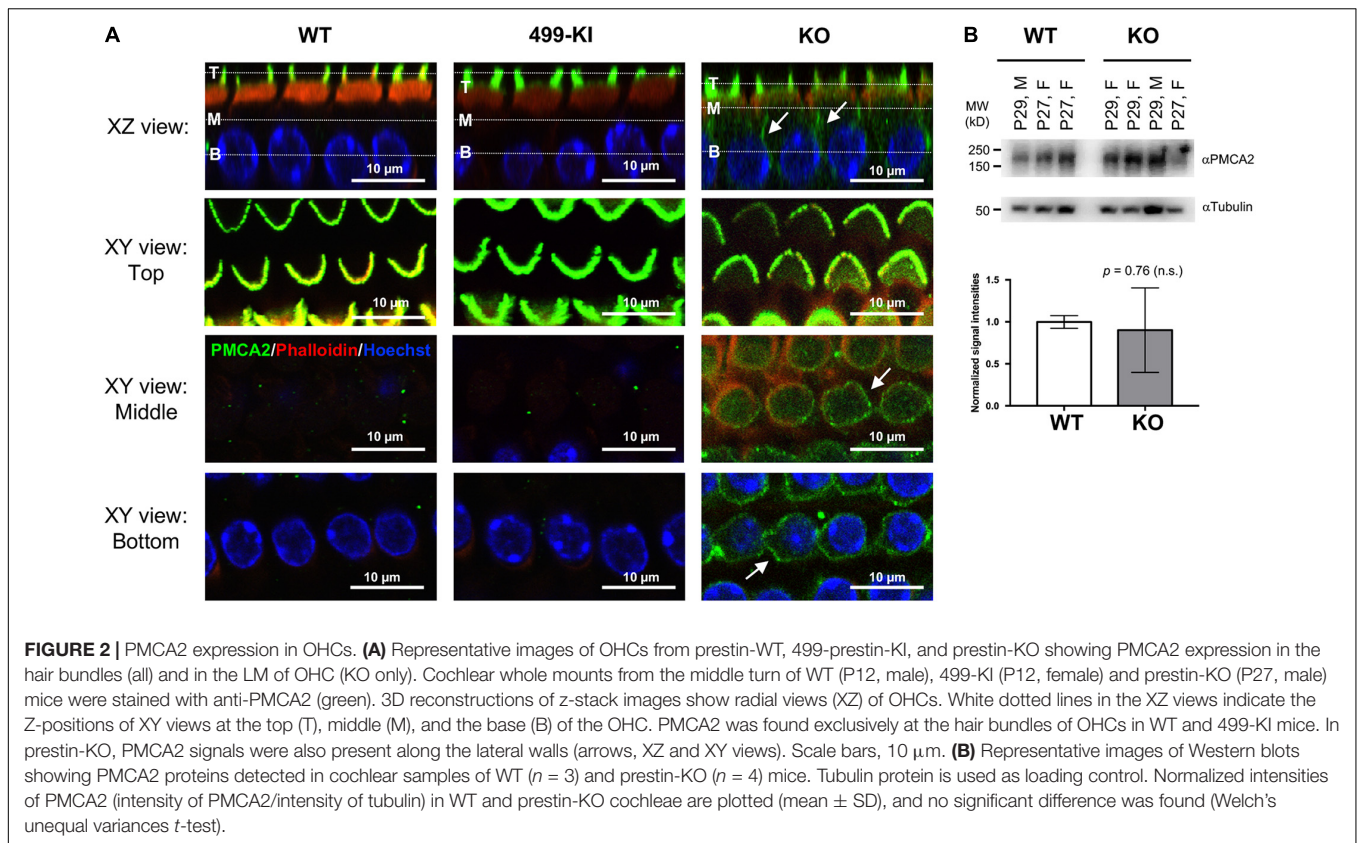 A
WT
499-KI
KO
XZ view:
T
M
B
10 µm
T
M
B
10 µm
T
M
B
10 µm
XY view:
Top
10 µm
10 µm
10 µm
XY view:
Middle
PMCA2/Phalloidin/Hoechst
10 µm
10 µm
10 µm
XY view:
Bottom
10 µm
10 µm
10 µm
B
WT
KO
MW
(kD)
P29, M
P27, F
P27, F
P29, F
P29, F
P29, M
P27, F
250
150
αPMCA2
50
αTubulin
p = 0.76 (n.s.)
Normalized signal intensities
1.5
1.0
0.5
0.0
WT
KO
FIGURE 2 | PMCA2 expression in OHCs. (A) Representative images of OHCs from prestin-WT, 499-prestin-KI, and prestin-KO showing PMCA2 expression in the
hair bundles (all) and in the LM of OHC (KO only). Cochlear whole mounts from the middle turn of WT (P12, male), 499-KI (P12, female) and prestin-KO (P27, male)
mice were stained with anti-PMCA2 (green). 3D reconstructions of z-stack images show radial views (XZ) of OHCs. White dotted lines in the XZ views indicate the
Z-positions of XY views at the top (T), middle (M), and the base (B) of the OHC. PMCA2 was found exclusively at the hair bundles of OHCs in WT and 499-KI mice. In
prestin-KO, PMCA2 signals were also present along the lateral walls (arrows, XZ and XY views). Scale bars, 10 µm. (B) Representative images of Western blots
showing PMCA2 proteins detected in cochlear samples of WT (n = 3) and prestin-KO (n = 4) mice. Tubulin protein is used as loading control. Normalized intensities
of PMCA2 (intensity of PMCA2/intensity of tubulin) in WT and prestin-KO cochleae are plotted (mean ± SD), and no significant difference was found (Welch's
unequal variances t-test).